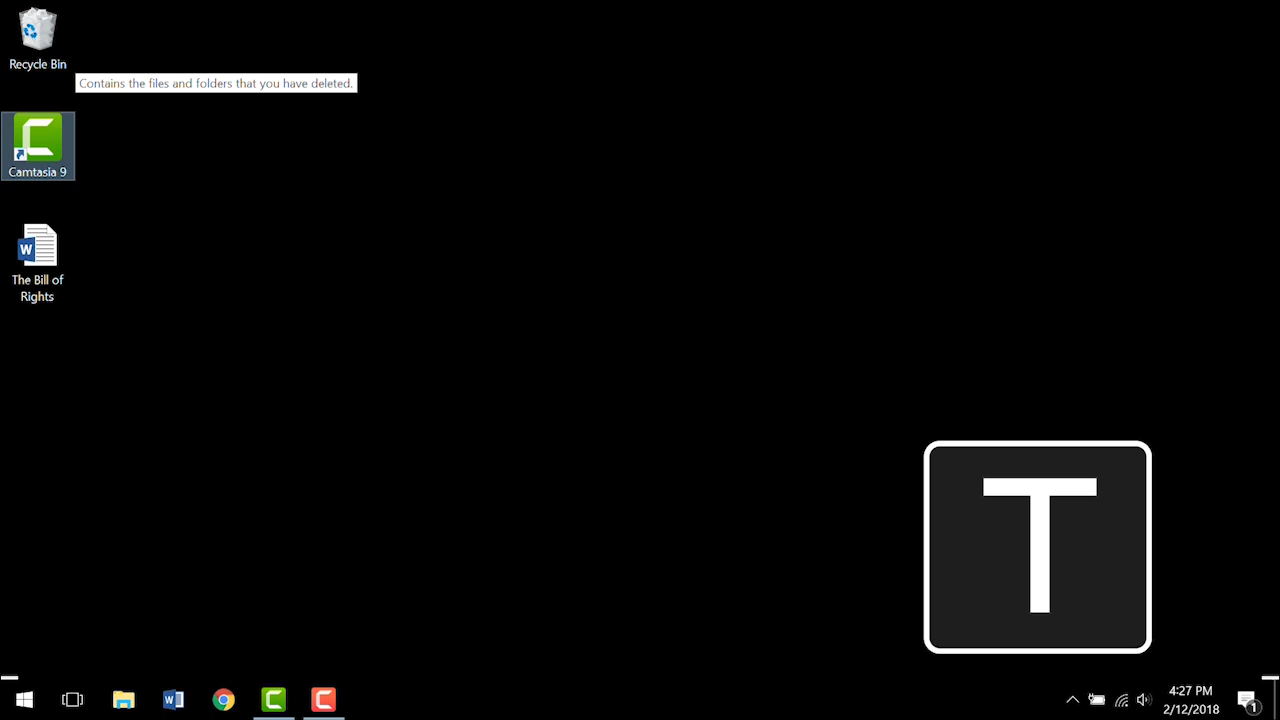 Recycle Bin
Contains the files and folders that you have deleted.
Camtasia 9
W
The Bill of
Rights
T
W
4:27 PM
2/12/2018
1